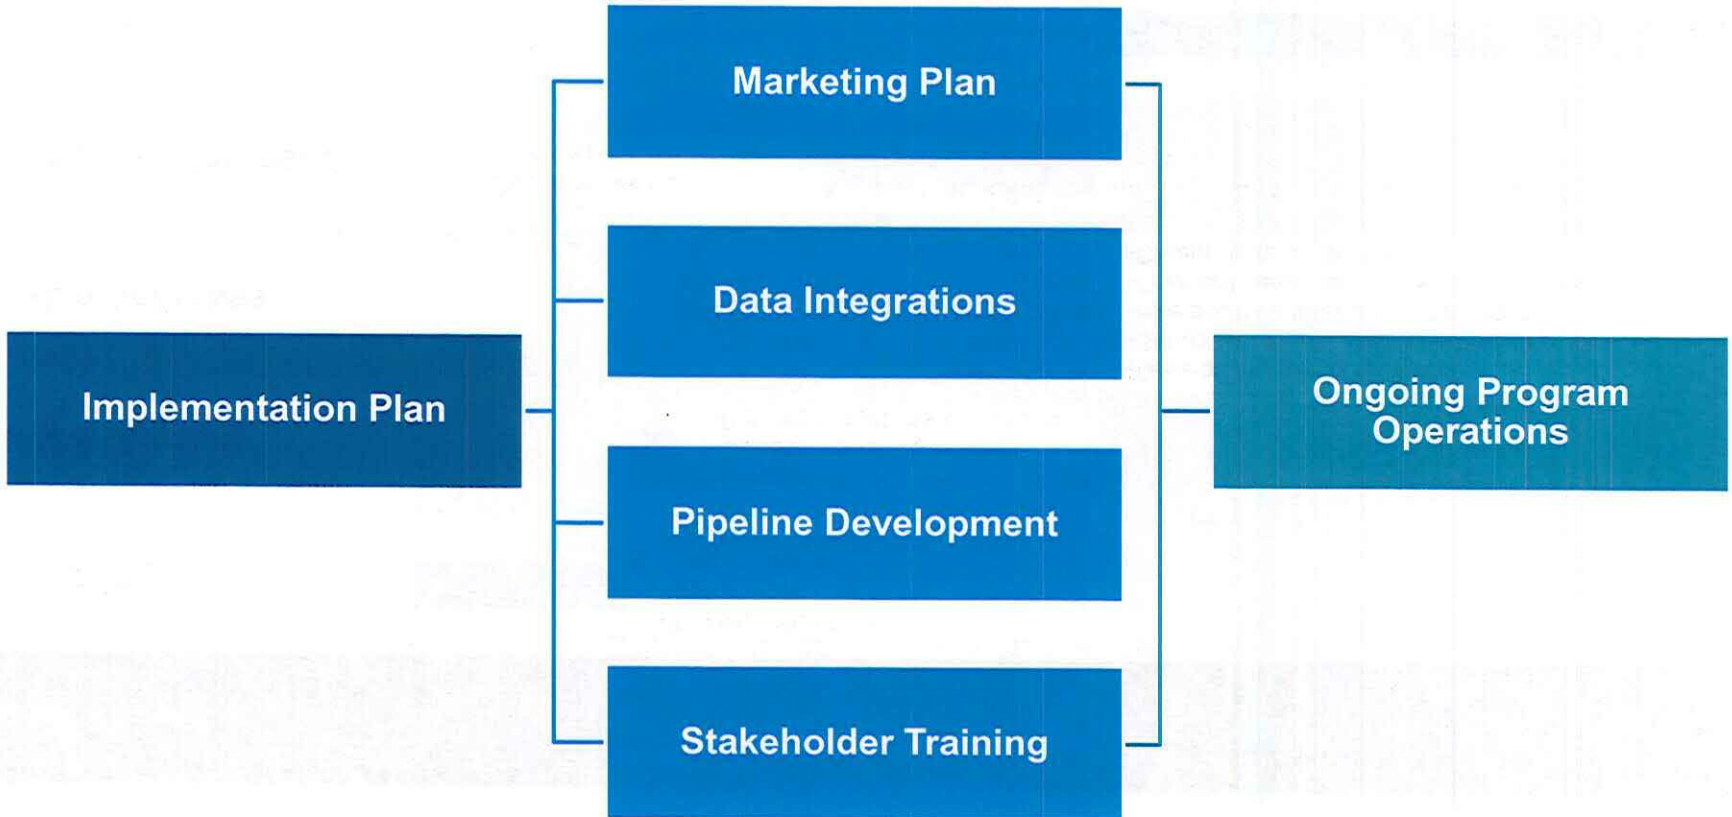 Marketing Plan
Data Integrations
Implementation Plan
Ongoing Program
Operations
Pipeline Development
Stakeholder Training